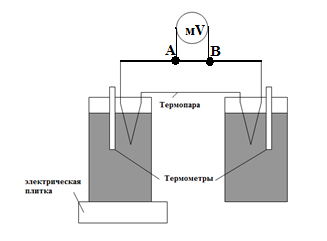 мV
А В
Термопара
Термометры
электрическая
плитка